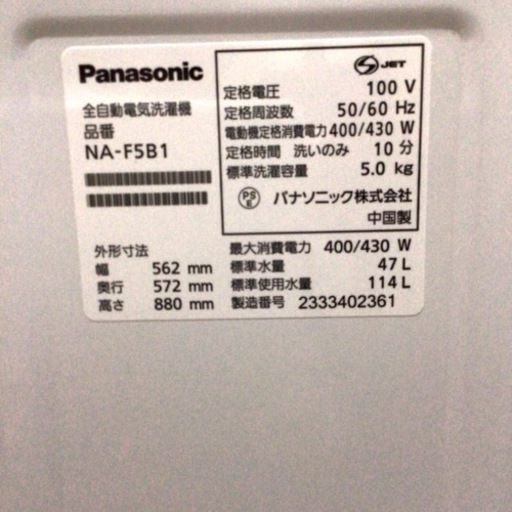 Panasonic
全自動電気洗濯機
品番
NA-F5B1
外形寸法
幅 562 mm
奥行 572 mm
高さ 880 mm
S JET
定格電圧 100 V
定格周波数 50/60 Hz
電動機定格消費電力 400/430 W
定格時間 洗いのみ 10 分
標準洗濯容量 5.0 kg
PS E パナソニック株式会社
中国製
最大消費電力 400/430 W
標準水量 47 L
標準使用水量 114 L
製造番号 2333402361